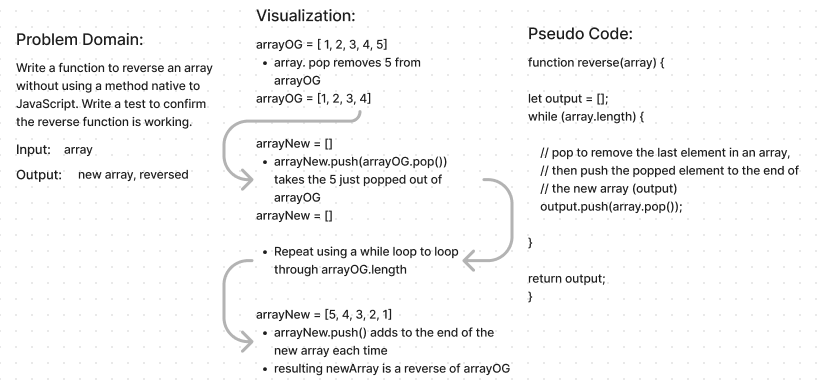 Problem Domain:
Write a function to reverse an array
without using a method native to
JavaScript. Write a test to confirm
the reverse function is working.
Input: array
Output: new array, reversed
Visualization:
arrayOG = [ 1, 2, 3, 4, 5]
• array. pop removes 5 from
arrayOG
arrayOG = [1, 2, 3, 4]
arrayNew = []
• arrayNew.push(arrayOG.pop())
takes the 5 just popped out of
arrayOG
arrayNew = []
• Repeat using a while loop to loop
through arrayOG.length
arrayNew = [5, 4, 3, 2, 1]
• arrayNew.push() adds to the end of the
new array each time
• resulting newArray is a reverse of arrayOG
Pseudo Code:
function reverse(array) {
let output = [];
while (array.length) {
// pop to remove the last element in an array,
// then push the popped element to the end of
// the new array (output)
output.push(array.pop());
}
return output;
}